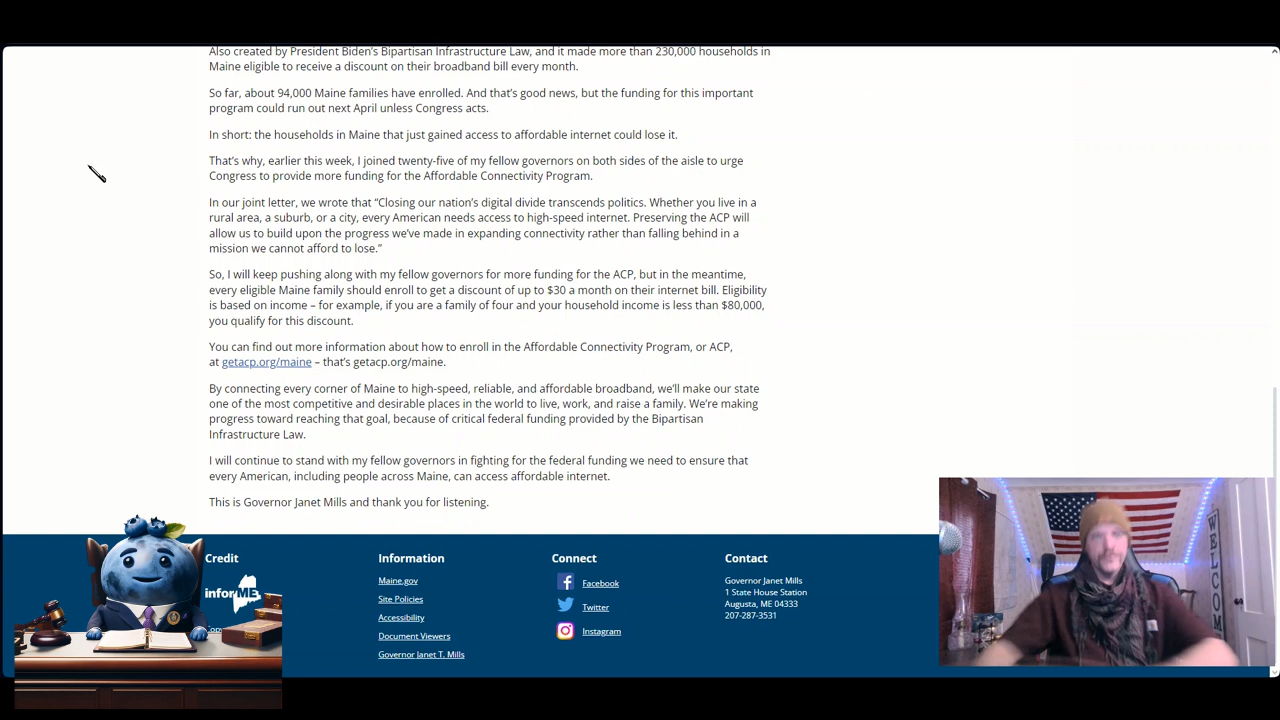 Also created by President Biden's Bipartisan Infrastructure Law, and it made more than 230,000 households in
Maine eligible to receive a discount on their broadband bill every month.
So far, about 94,000 Maine families have enrolled. And that's good news, but the funding for this important
program could run out next April unless Congress acts.
In short: the households in Maine that just gained access to affordable internet could lose it.
That's why, earlier this week, I joined twenty-five of my fellow governors on both sides of the aisle to urge
Congress to provide more funding for the Affordable Connectivity Program.
In our joint letter, we wrote that “Closing our nation's digital divide transcends politics. Whether you live in a
rural area, a suburb, or a city, every American needs access to high-speed internet. Preserving the ACP will
allow us to build upon the progress we've made in expanding connectivity rather than falling behind in a
mission we cannot afford to lose.”
So, I will keep pushing along with my fellow governors for more funding for the ACP, but in the meantime,
every eligible Maine family should enroll to get a discount of up to $30 a month on their internet bill. Eligibility
is based on income – for example, if you are a family of four and your household income is less than $80,000,
you qualify for this discount.
You can find out more information about how to enroll in the Affordable Connectivity Program, or ACP,
at getacp.org/maine – that's getacp.org/maine.
By connecting every corner of Maine to high-speed, reliable, and affordable broadband, we'll make our state
one of the most competitive and desirable places in the world to live, work, and raise a family. We're making
progress toward reaching that goal, because of critical federal funding provided by the Bipartisan
Infrastructure Law.
I will continue to stand with my fellow governors in fighting for the federal funding we need to ensure that
every American, including people across Maine, can access affordable internet.
This is Governor Janet Mills and thank you for listening.
Credit
inforME
Information
Maine.gov
Site Policies
Accessibility
Document Viewers
Governor Janet T. Mills
Connect
Facebook
Twitter
Instagram
Contact
Governor Janet Mills
1 State House Station
Augusta, ME 04333
207-287-3531
WELCOME